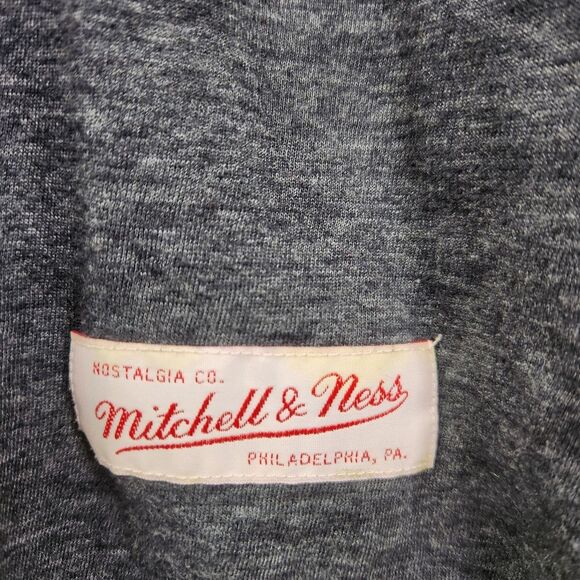 NOSTALGIA CO.
Mitchell & Ness
PHILADELPHIA, PA.